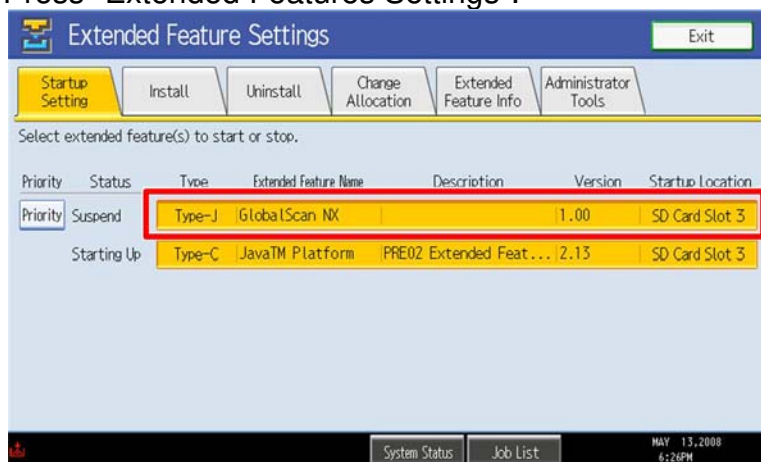 Press "Extended Features Settings".
Extended Feature Settings
Exit
Startup Setting
Install
Uninstall
Change Allocation
Extended Feature Info
Administrator Tools
Select extended feature(s) to start or stop.
Priority Status Type Extended Feature Name Description Version Startup Location
Priority Suspend Type-J GlobalScan NX 1.00 SD Card Slot 3
Starting Up Type-C JavaTM Platform PRE02 Extended Feat... 2.13 SD Card Slot 3
System Status Job List MAY 13,2008
6:26PM